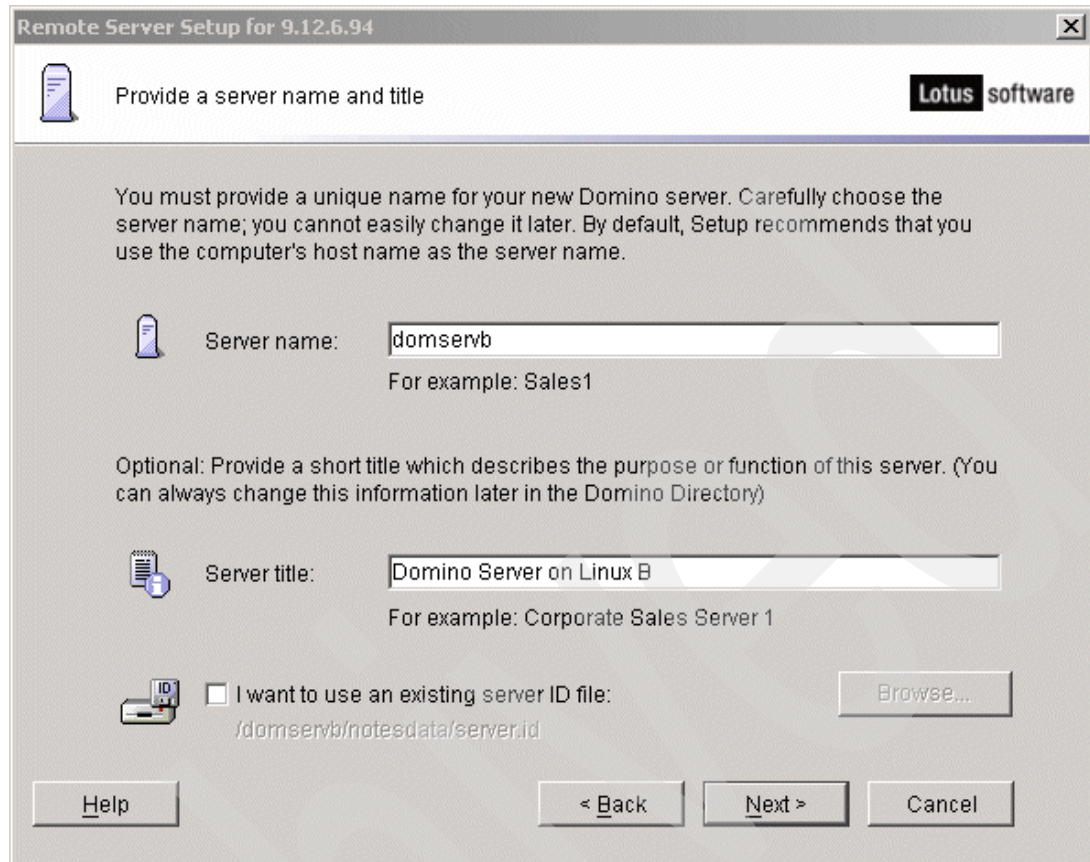 Remote Server Setup for 9.12.6.94
Provide a server name and title
Lotus software
You must provide a unique name for your new Domino server. Carefully choose the
server name; you cannot easily change it later. By default, Setup recommends that you
use the computer's host name as the server name.
Server name:
domservb
For example: Sales1
Optional: Provide a short title which describes the purpose or function of this server. (You
can always change this information later in the Domino Directory)
Server title:
Domino Server on Linux B
For example: Corporate Sales Server 1
ID
I want to use an existing server ID file:
Browse...
/domservb/notesdata/server.id
Help
< Back
Next >
Cancel